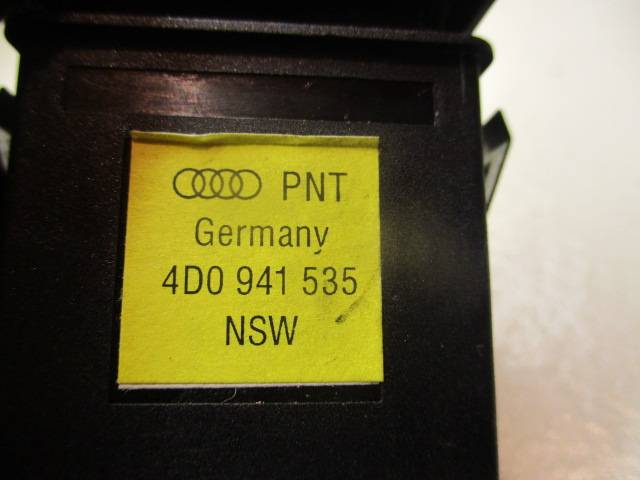 PNT
Germany
4D0 941 535
NSW